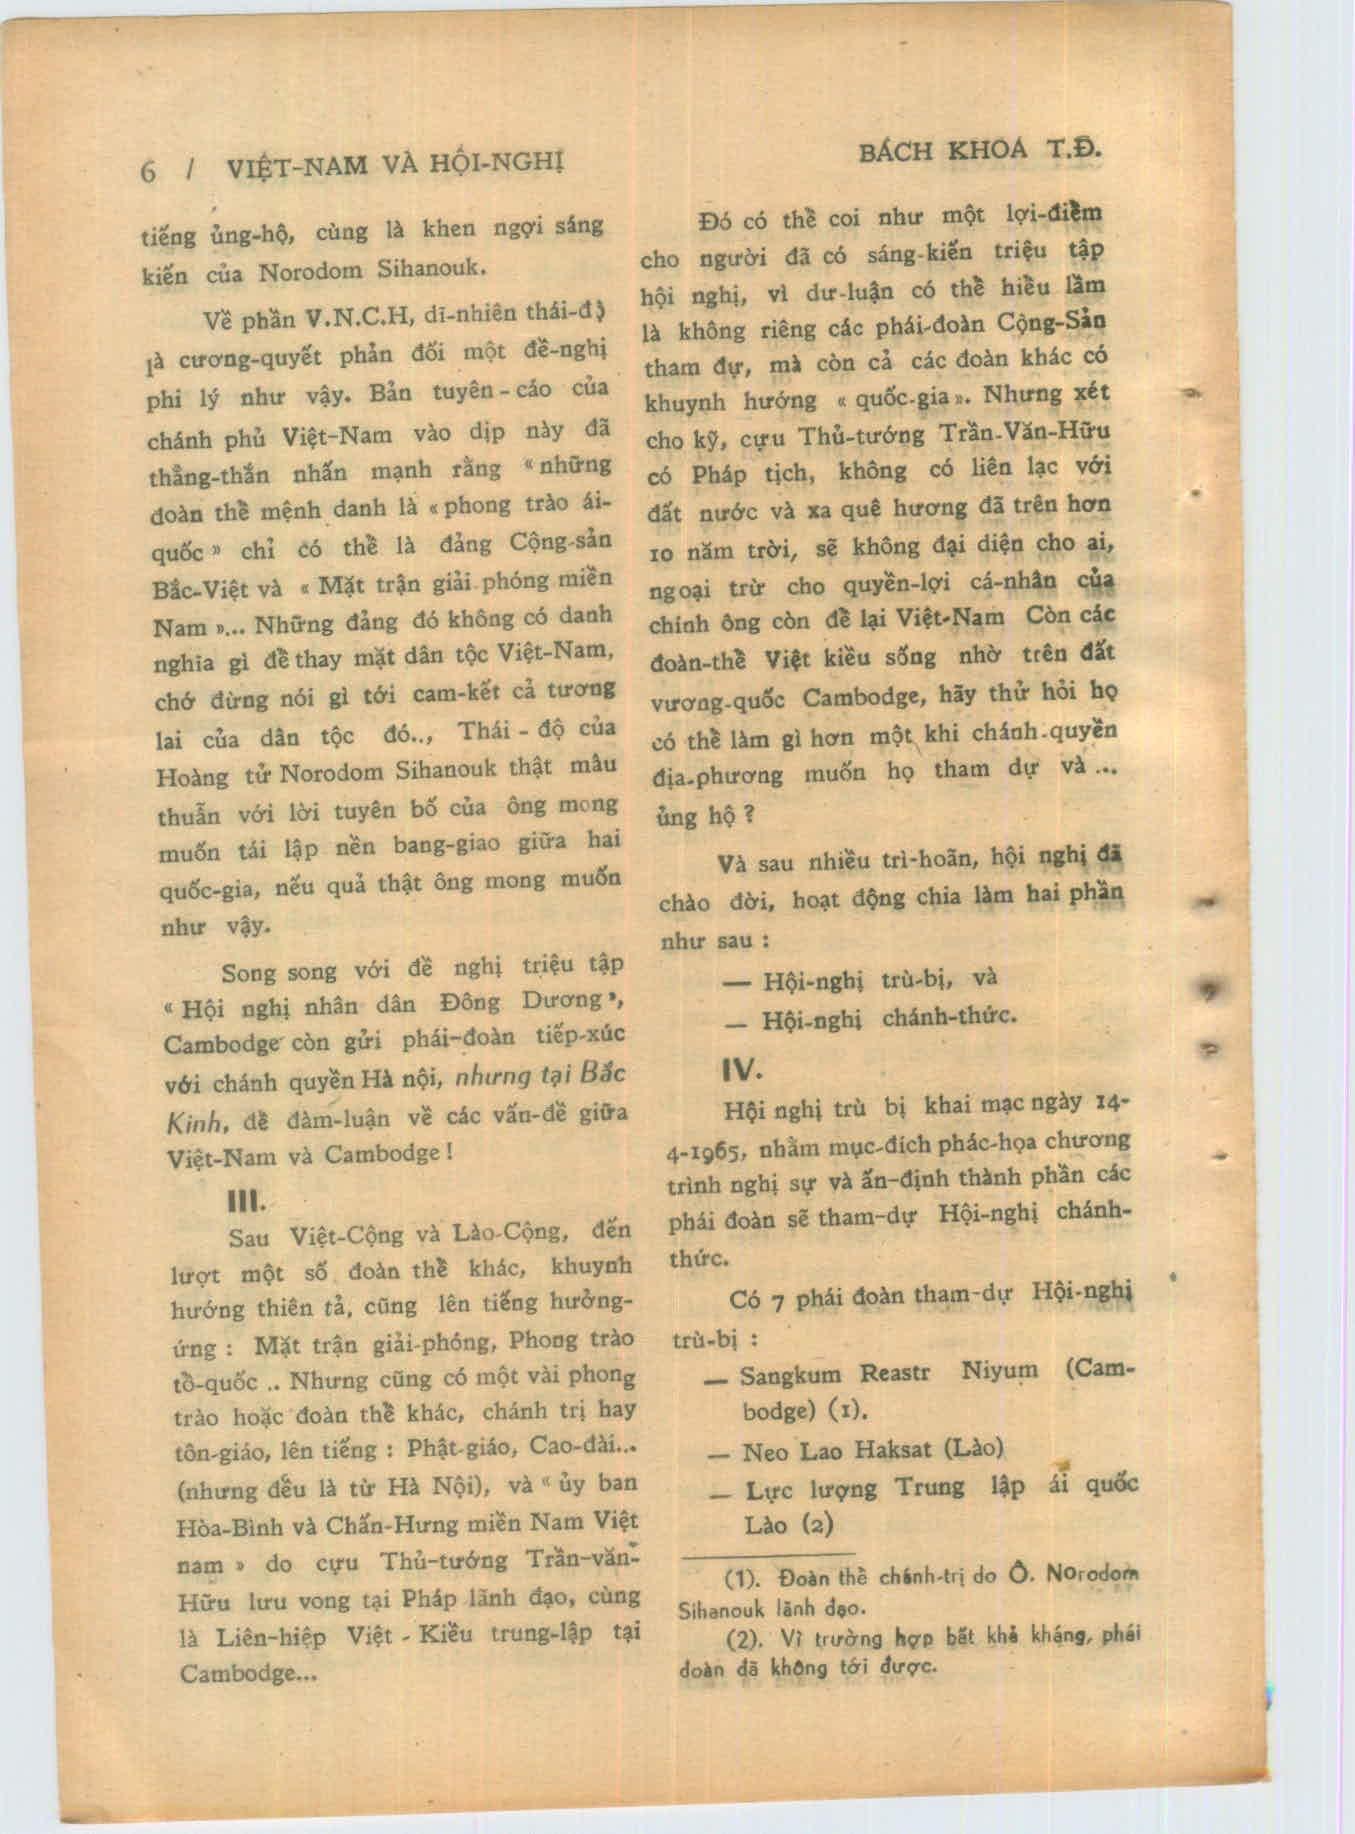 6 / VIỆT-NAM VÀ HỘI-NGHỊ
BÁCH KHOA T.Đ.
tiếng ủng-hộ, cùng là khen ngợi sáng
kiến của Norodom Sihanouk.
Về phần V.N.C.H, dĩ-nhiên thái-độ
là cương-quyết phản đối một đề-nghị
phi lý như vậy. Bản tuyên-cáo của
chánh phủ Việt-Nam vào dịp này đã
thẳng-thắn nhấn mạnh rằng « những
đoàn thể mệnh danh là « phong trào ái-
quốc » chỉ có thể là đảng Cộng-sản
Bắc-Việt và « Mặt trận giải phóng miền
Nam »... Những đảng đó không có danh
nghĩa gì để thay mặt dân tộc Việt-Nam,
chớ đừng nói gì tới cam-kết cả tương
lai của dân tộc đó.., Thái-độ của
Hoàng tử Norodom Sihanouk thật mâu
thuẫn với lời tuyên bố của ông mong
muốn tái lập nền bang-giao giữa hai
quốc-gia, nếu quả thật ông mong muốn
như vậy.
Song song với đề nghị triệu tập
« Hội nghị nhân dân Đông Dương »,
Cambodge còn gửi phái-đoàn tiếp-xúc
với chánh quyền Hà nội, nhưng tại Bắc
Kinh, để đàm-luận về các vấn-đề giữa
Việt-Nam và Cambodge !
III.
Sau Việt-Cộng và Lào-Cộng, đến
lượt một số đoàn thể khác, khuynh
hướng thiên tả, cũng lên tiếng hưởng-
ứng : Mặt trận giải-phóng, Phong trào
tổ-quốc .. Nhưng cũng có một vài phong
trào hoặc đoàn thể khác, chánh trị hay
tôn-giáo, lên tiếng : Phật-giáo, Cao-đài...
(nhưng đều là từ Hà Nội), và « ủy ban
Hòa-Bình và Chấn-Hưng miền Nam Việt
nam » do cựu Thủ-tướng Trần-văn-
Hữu lưu vong tại Pháp lãnh đạo, cùng
là Liên-hiệp Việt-Kiều trung-lập tại
Cambodge...
Đó có thể coi như một lợi-điểm
cho người đã có sáng-kiến triệu tập
hội nghị, vì dư-luận có thể hiểu lầm
là không riêng các phái-đoàn Cộng-Sản
tham dự, mà còn cả các đoàn khác có
khuynh hướng « quốc-gia ». Nhưng xét
cho kỹ, cựu Thủ-tướng Trần-Văn-Hữu
có Pháp tịch, không có liên lạc với
đất nước và xa quê hương đã trên hơn
10 năm trời, sẽ không đại diện cho ai,
ngoại trừ cho quyền-lợi cá-nhân của
chính ông còn để lại Việt-Nam Còn các
đoàn-thể Việt kiều sống nhờ trên đất
vương-quốc Cambodge, hãy thử hỏi họ
có thể làm gì hơn một khi chánh-quyền
địa-phương muốn họ tham dự và ...
ủng hộ ?
Và sau nhiều trì-hoãn, hội nghị đã
chào đời, hoạt động chia làm hai phần
như sau :
— Hội-nghị trù-bị, và
— Hội-nghị chánh-thức.
IV.
Hội nghị trù bị khai mạc ngày 14-
4-1965, nhằm mục-đích phác-họa chương
trình nghị sự và ấn-định thành phần các
phái đoàn sẽ tham-dự Hội-nghị chánh-
thức.
Có 7 phái đoàn tham-dự Hội-nghị
trù-bị :
— Sangkum Reastr Niyum (Cam-
bodge) (1).
— Neo Lao Haksat (Lào)
— Lực lượng Trung lập ái quốc
Lào (2)
(1). Đoàn thể chánh-trị do Ô. Norodom
Sihanouk lãnh đạo.
(2). Vì trường hợp bất khả kháng, phái
đoàn đã không tới được.